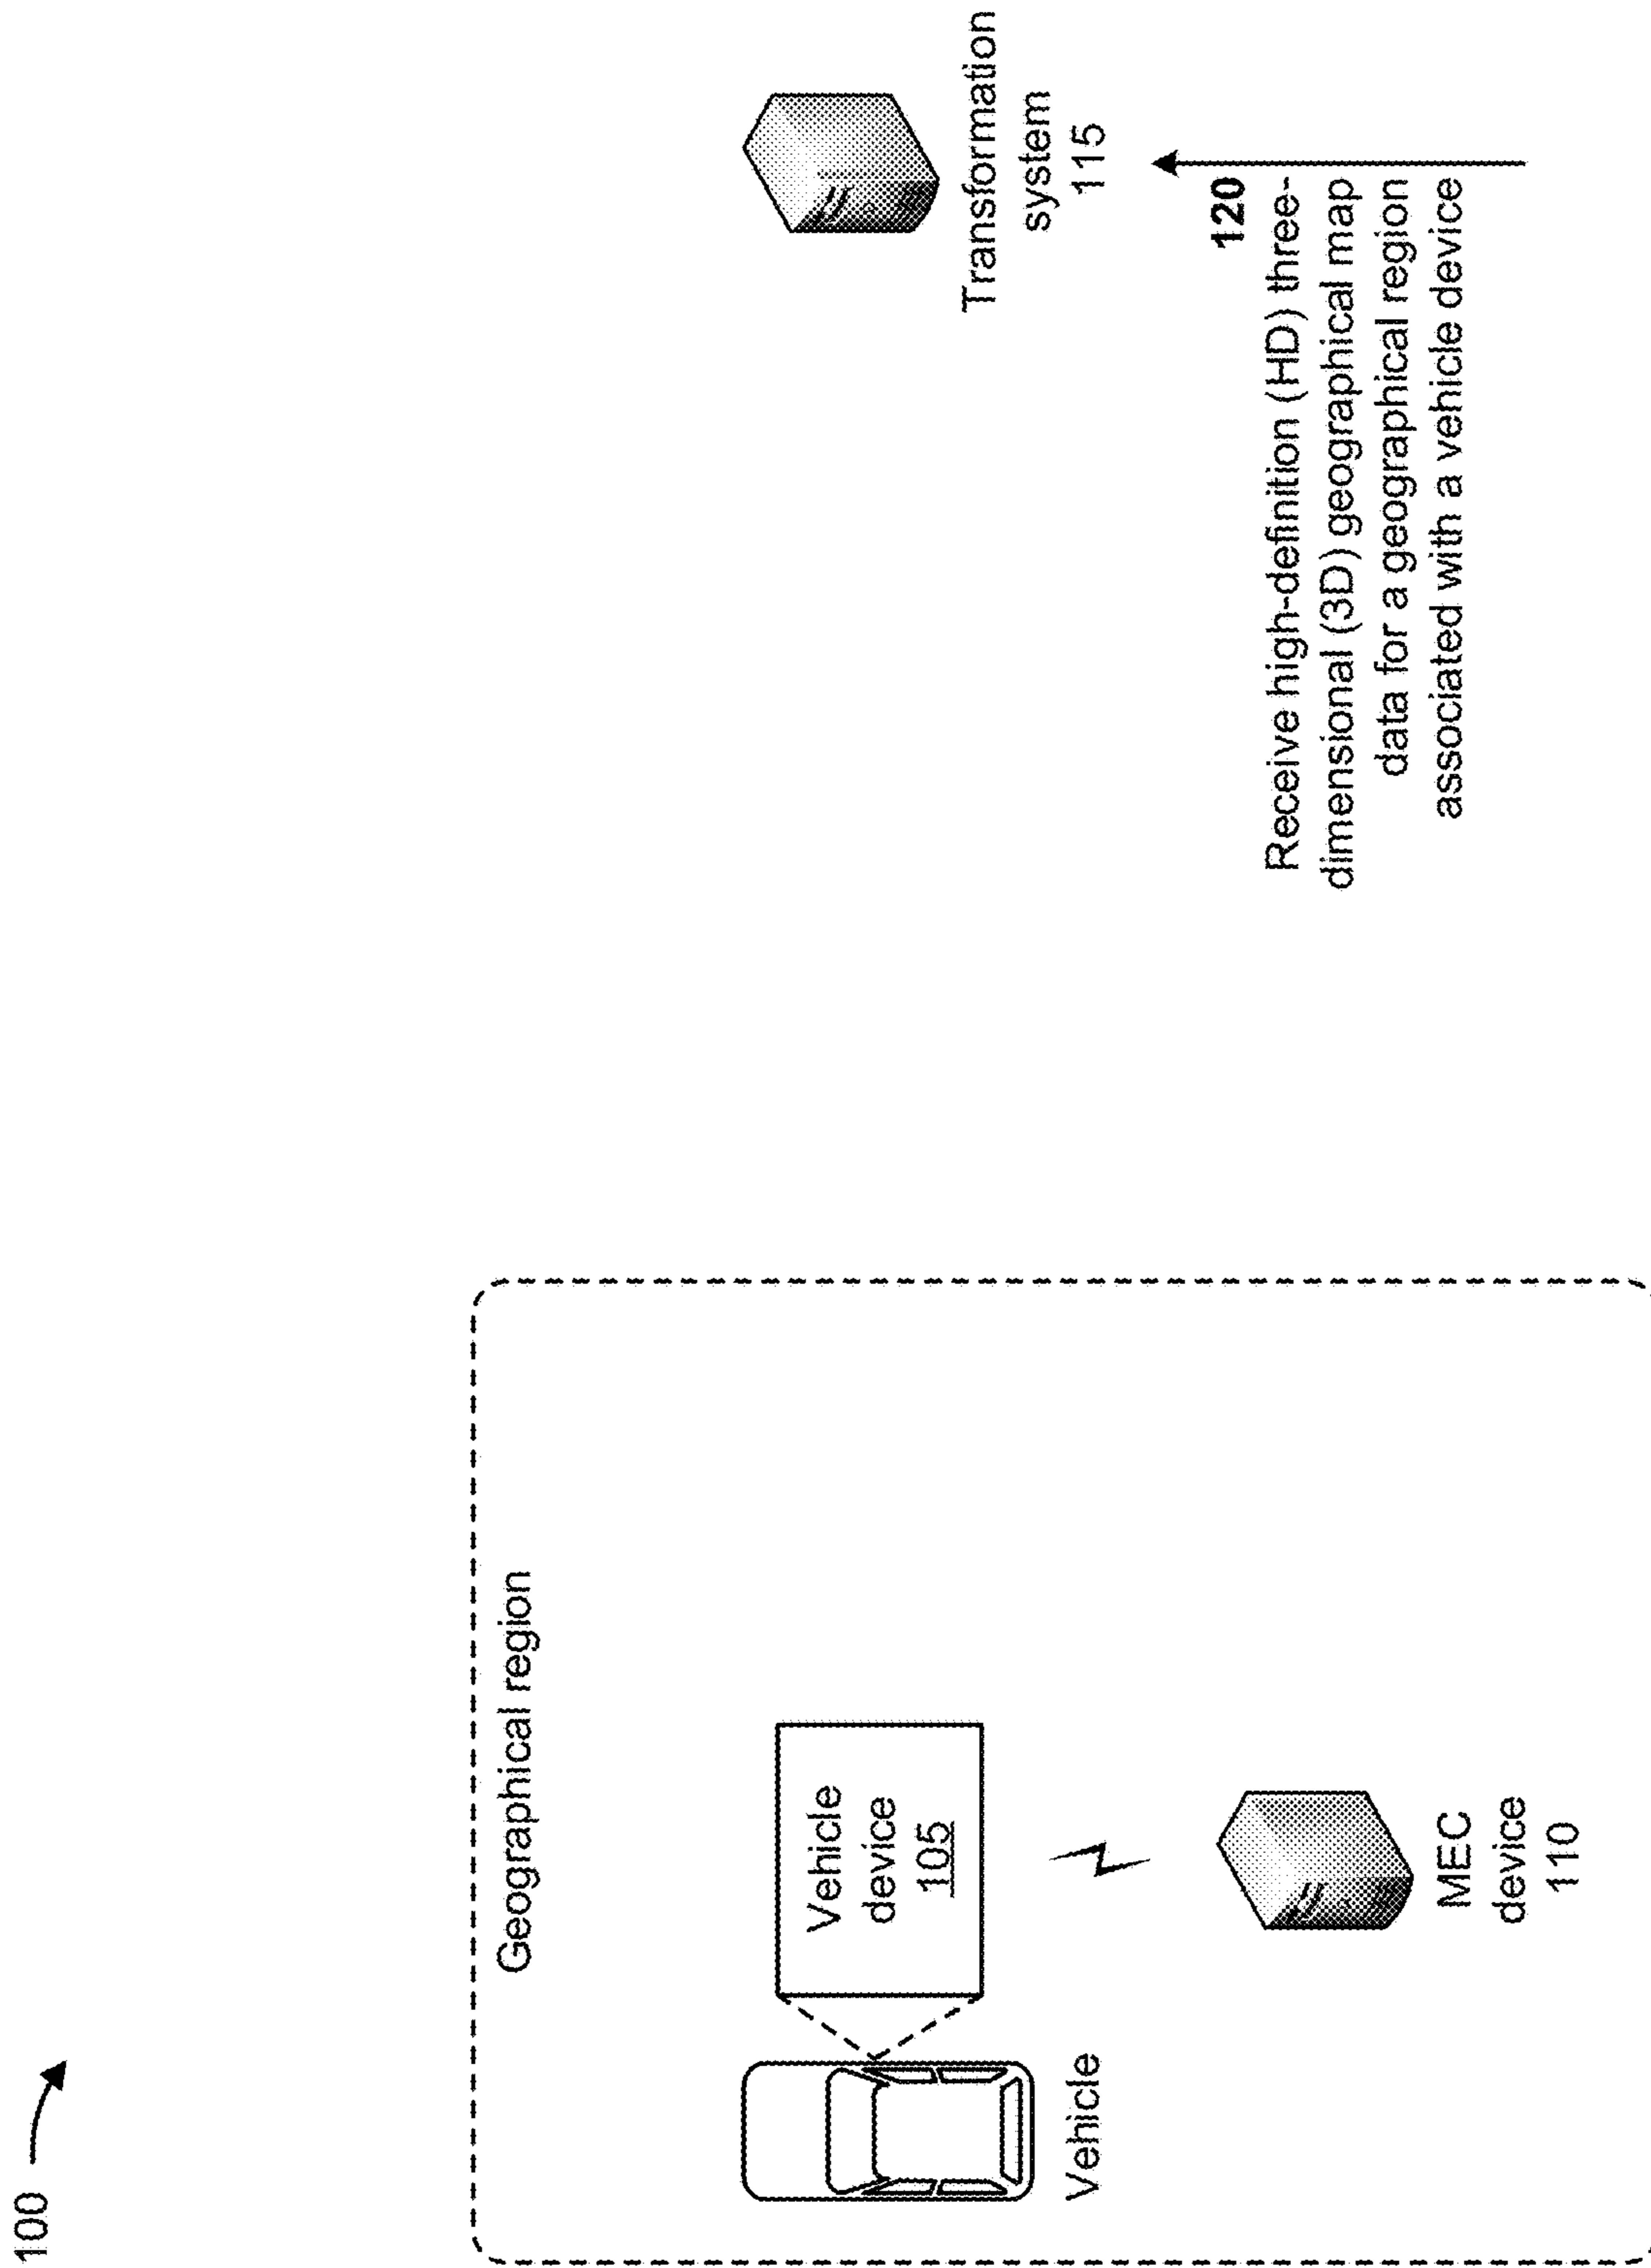 100
Geographical region
Vehicle
device
105
Vehicle
MEC
device
110
Transformation
system
115
120
Receive high-definition (HD) three-
dimensional (3D) geographical map
data for a geographical region
associated with a vehicle device